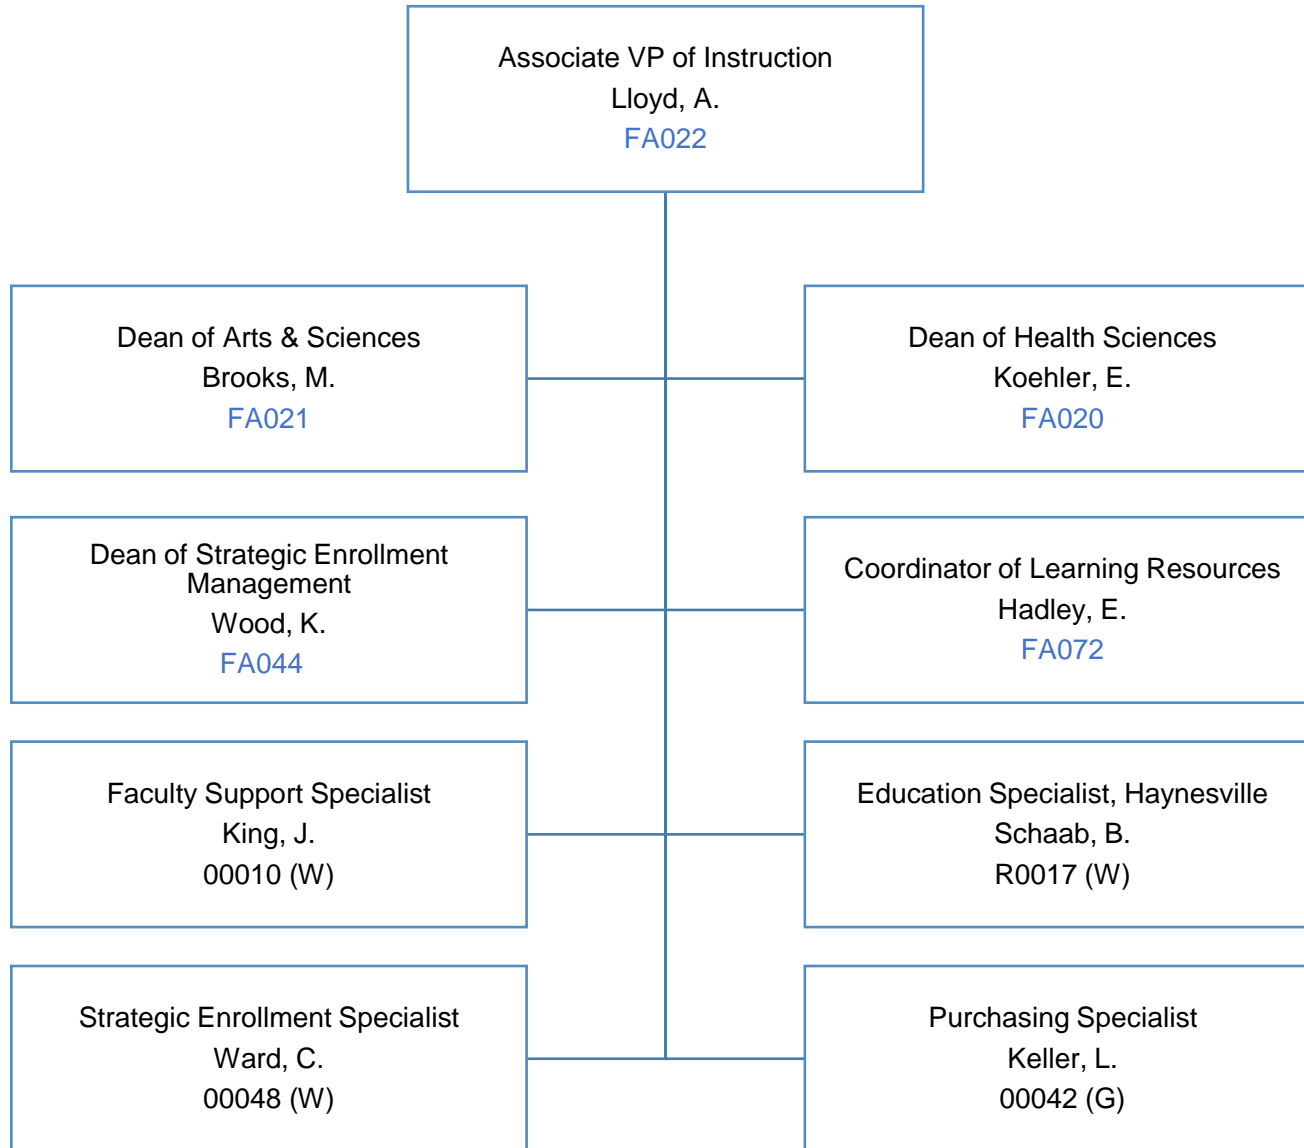 Associate VP of Instruction
Lloyd, A.
FA022
Dean of Arts & Sciences
Brooks, M.
FA021
Dean of Health Sciences
Koehler, E.
FA020
Dean of Strategic Enrollment
Management
Wood, K.
FA044
Coordinator of Learning Resources
Hadley, E.
FA072
Faculty Support Specialist
King, J.
00010 (W)
Education Specialist, Haynesville
Schaab, B.
R0017 (W)
Strategic Enrollment Specialist
Ward, C.
00048 (W)
Purchasing Specialist
Keller, L.
00042 (G)